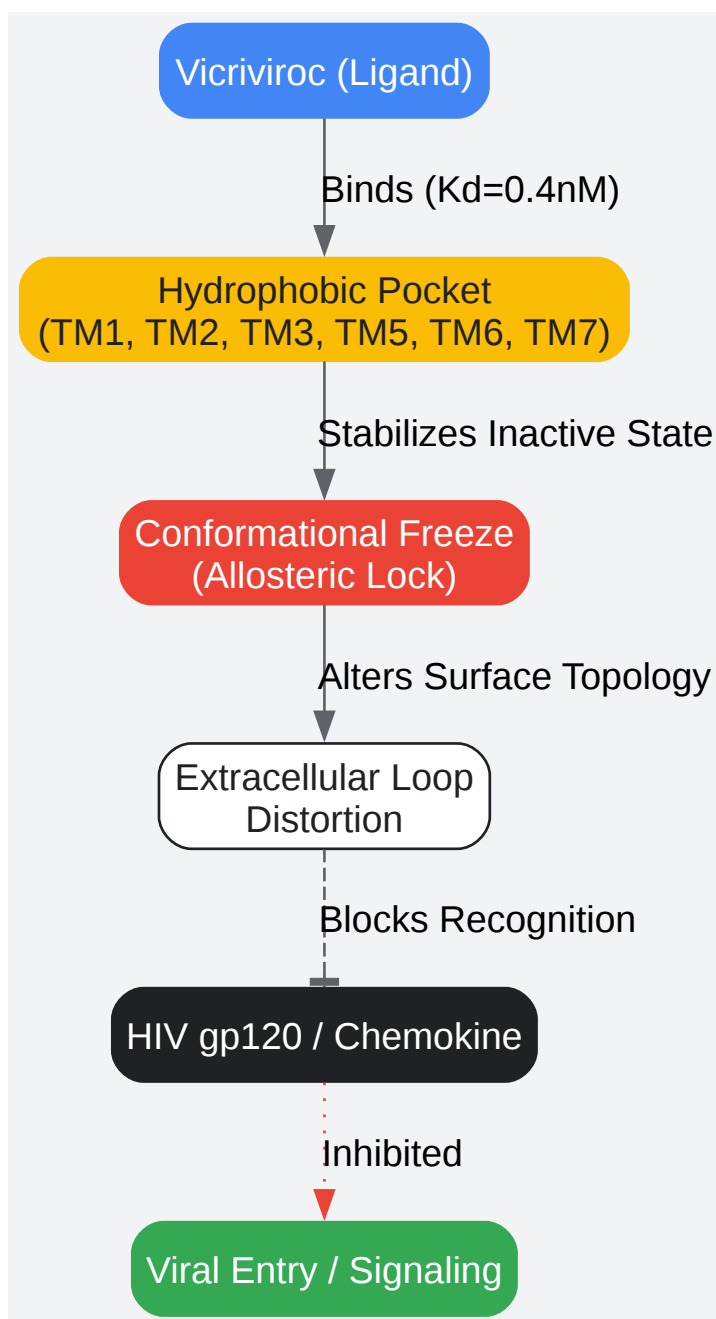 Vicriviroc (Ligand)
Binds (Kd=0.4nM)
Hydrophobic Pocket
(TM1, TM2, TM3, TM5, TM6, TM7)
Stabilizes Inactive State
Conformational Freeze
(Allosteric Lock)
Alters Surface Topology
Extracellular Loop
Distortion
Blocks Recognition
HIV gp120 / Chemokine
Inhibited
Viral Entry / Signaling